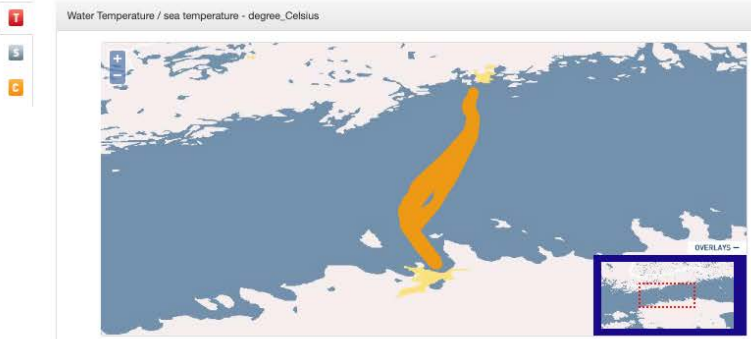 T
Water Temperature / sea temperature - degree_Celsius
S
C
+
−
OVERLAYS −